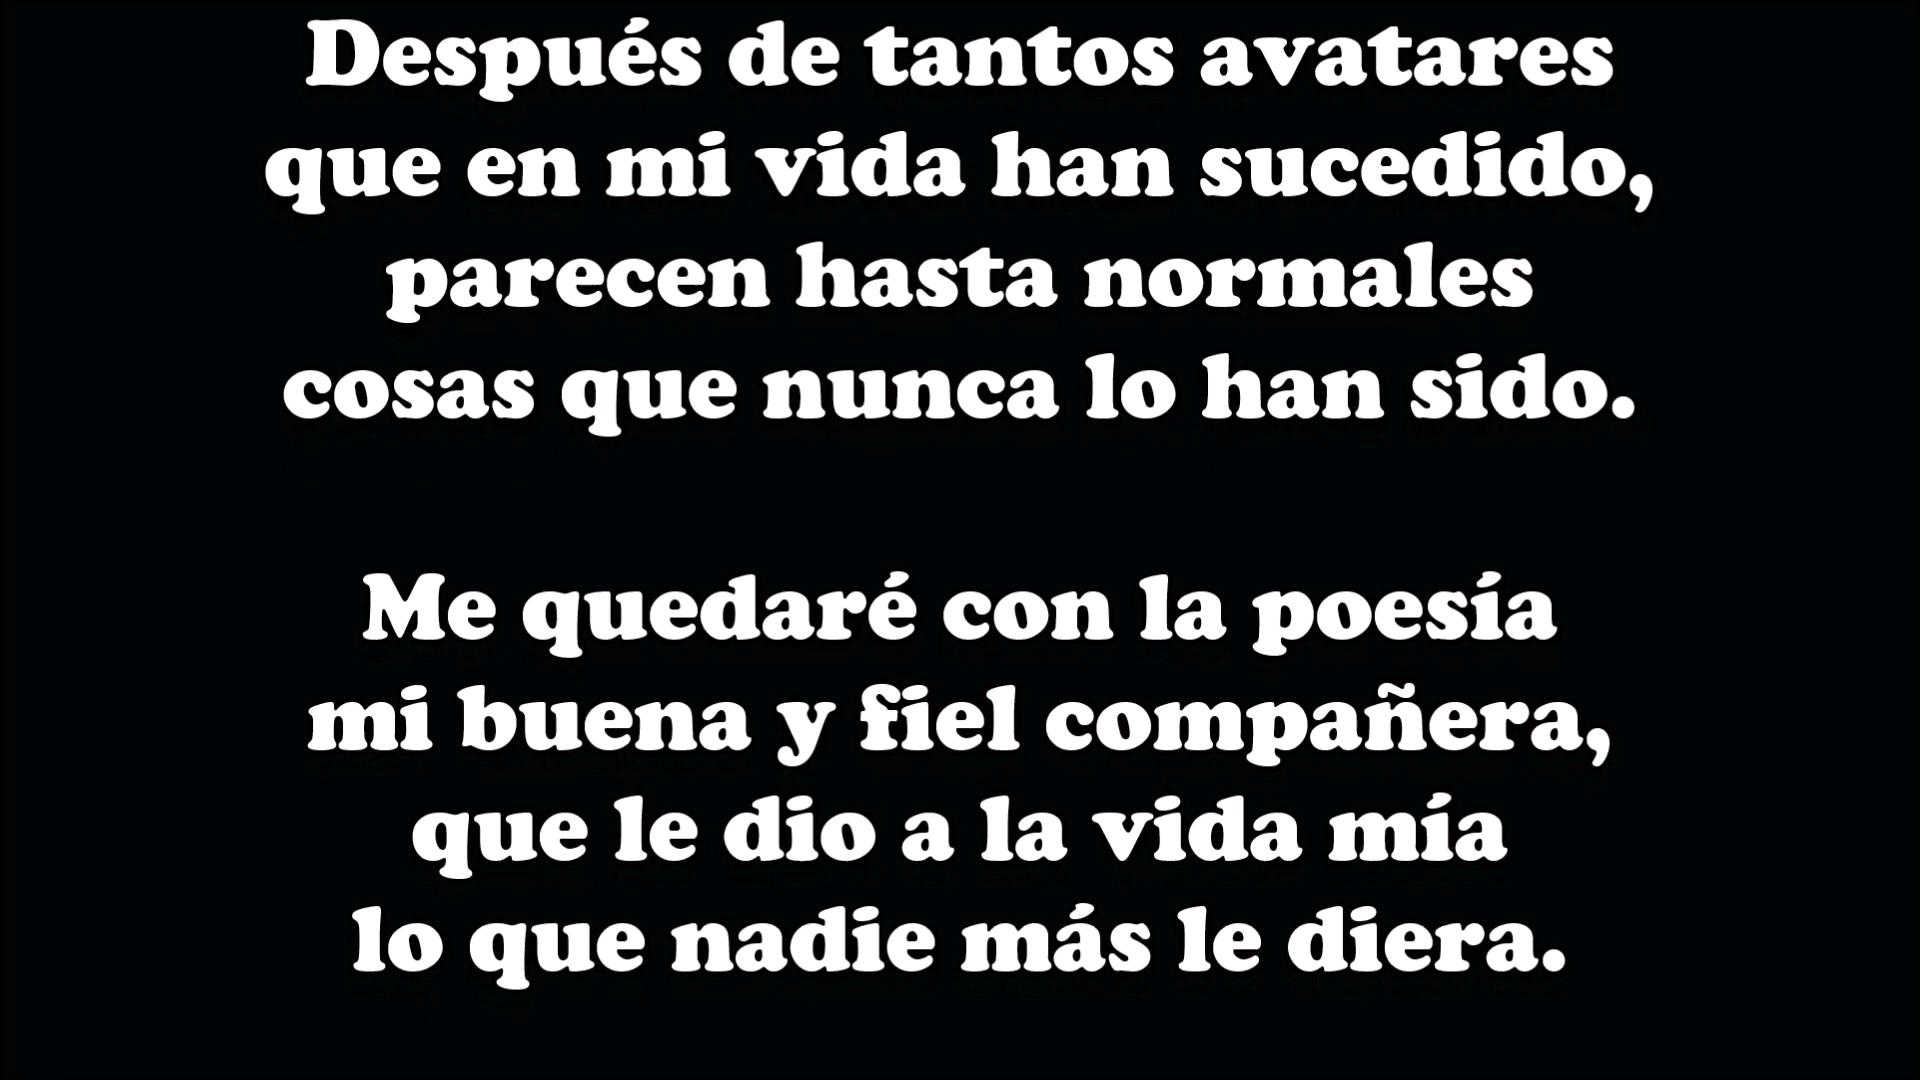 Después de tantos avatares
que en mi vida han sucedido,
parecen hasta normales
cosas que nunca lo han sido.
Me quedaré con la poesía
mi buena y fiel compañera,
que le dio a la vida mía
lo que nadie más le diera.